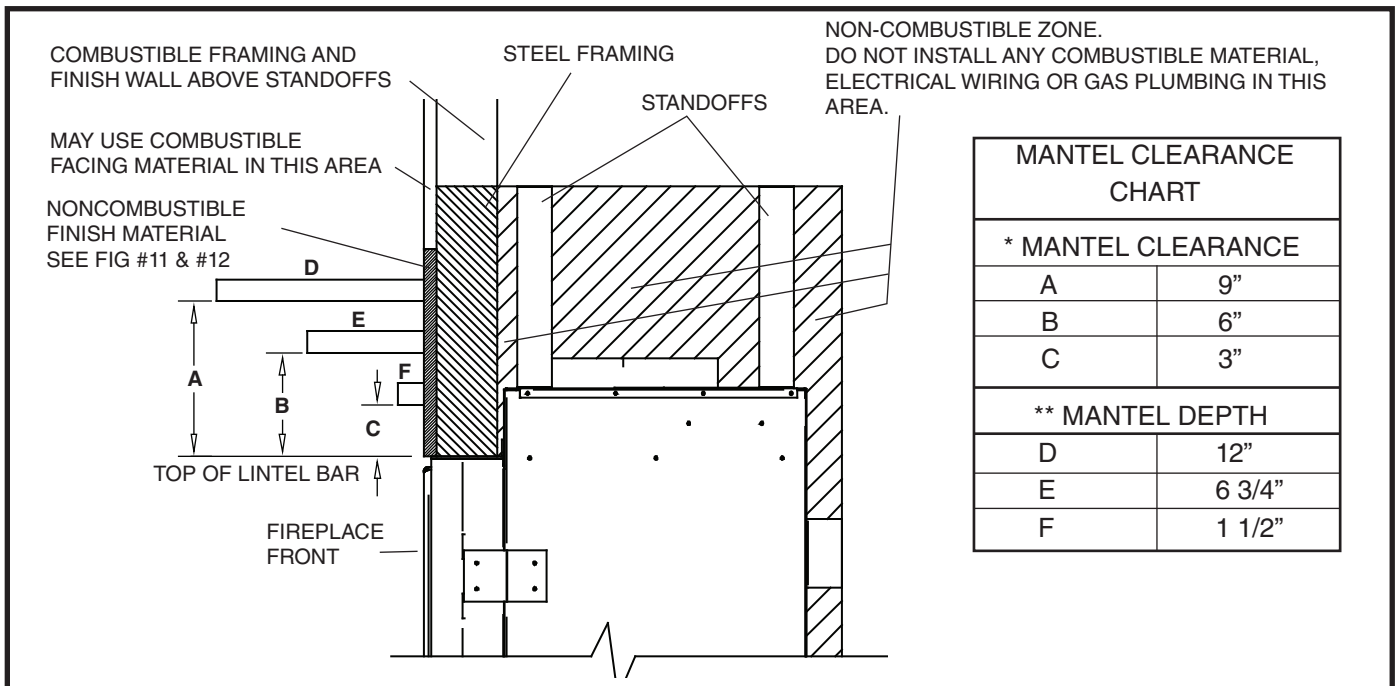 COMBUSTIBLE FRAMING AND
FINISH WALL ABOVE STANDOFFS
STEEL FRAMING
STANDOFFS
NON-COMBUSTIBLE ZONE.
DO NOT INSTALL ANY COMBUSTIBLE MATERIAL,
ELECTRICAL WIRING OR GAS PLUMBING IN THIS
AREA.
MAY USE COMBUSTIBLE
FACING MATERIAL IN THIS AREA
NONCOMBUSTIBLE
FINISH MATERIAL
SEE FIG #11 & #12
D
E
F
A
B
C
TOP OF LINTEL BAR
FIREPLACE
FRONT
MANTEL CLEARANCE
CHART
* MANTEL CLEARANCE
A 9”
B 6”
C 3”
** MANTEL DEPTH
D 12”
E 6 3/4”
F 1 1/2”